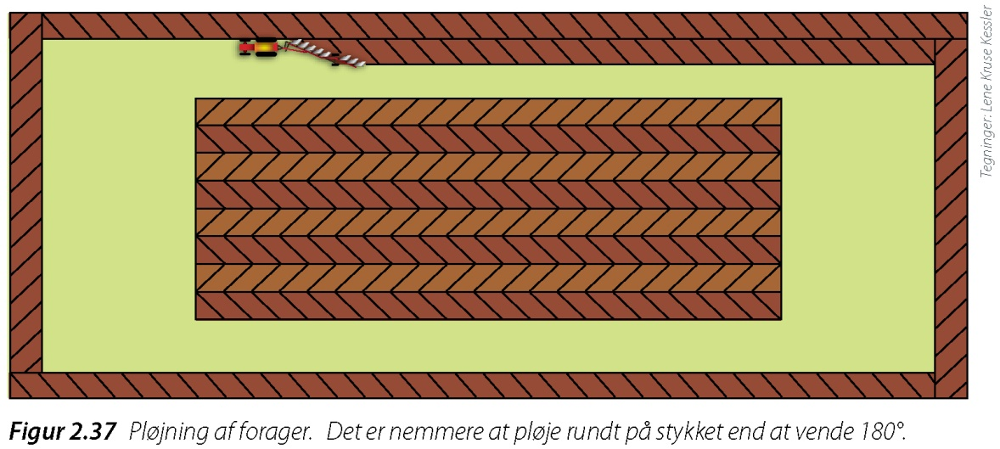 Tegninger: Lene Kruse Kessler
Figur 2.37 Pløjning af forager. Det er nemmere at pløje rundt på stykket end at vende 180°.